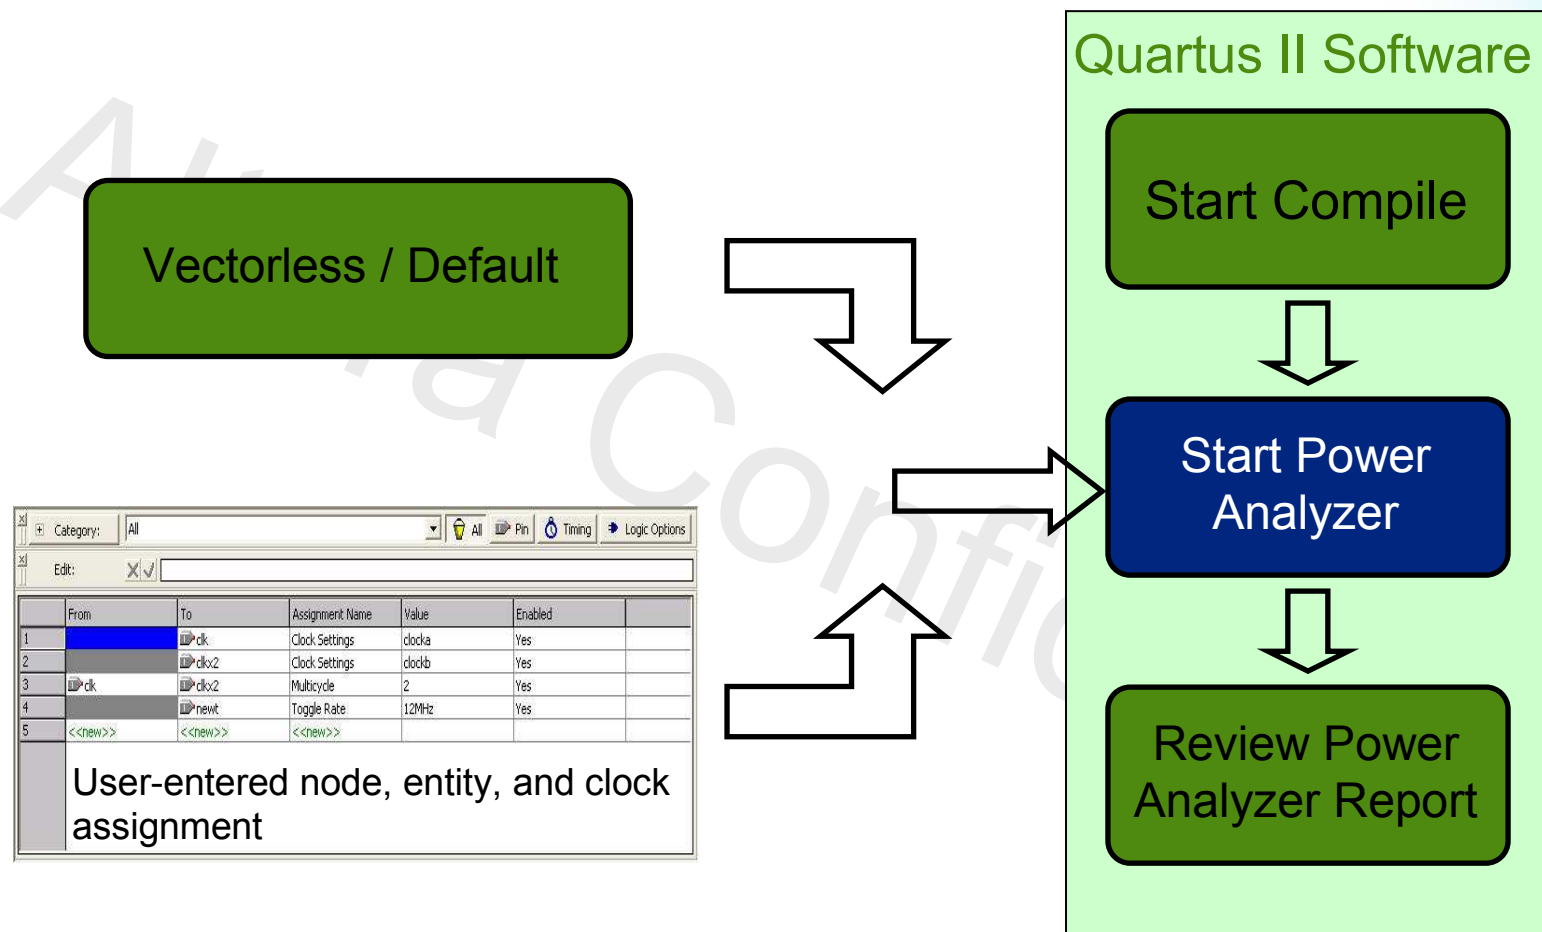 Quartus II Software
Start Compile
Vectorless / Default
Start Power
Analyzer
Review Power
Analyzer Report
Category: All All Pin Timing Logic Options
Edit:
From To Assignment Name Value Enabled
1 clk Clock Settings clocka Yes
2 clkx2 Clock Settings clockb Yes
3 clk clkx2 Multicycle 2 Yes
4 newt Toggle Rate 12MHz Yes
5 <<new>> <<new>> <<new>>
User-entered node, entity, and clock
assignment